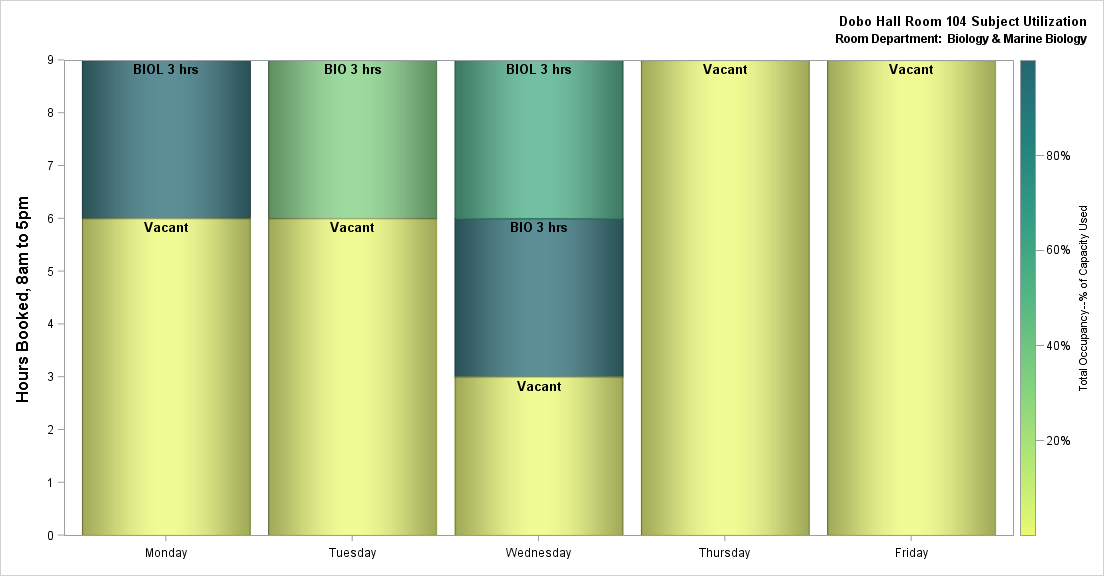 Dobo Hall Room 104 Subject Utilization
Room Department: Biology & Marine Biology
Hours Booked, 8am to 5pm
9
8
7
6
5
4
3
2
1
0
BIOL 3 hrs
Vacant
BIO 3 hrs
Vacant
BIOL 3 hrs
BIO 3 hrs
Vacant
Vacant
Vacant
Monday
Tuesday
Wednesday
Thursday
Friday
80%
60%
40%
20%
Total Occupancy--% of Capacity Used